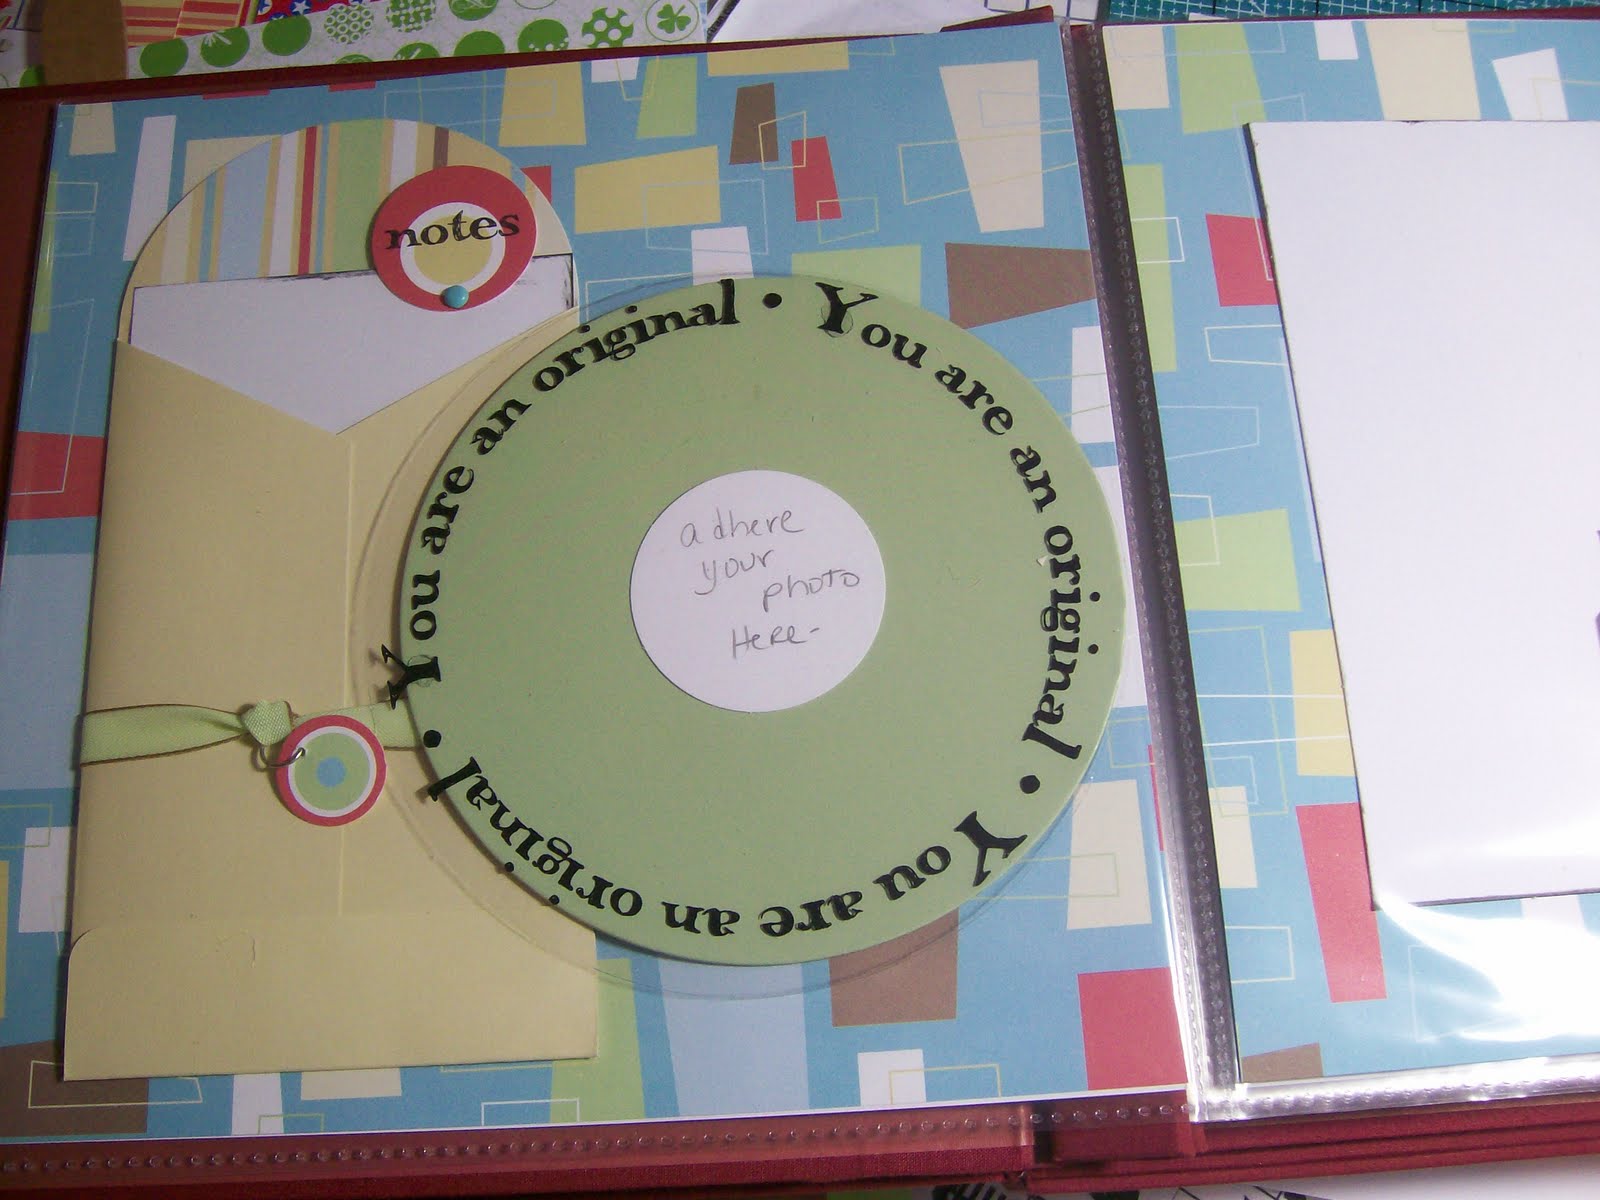 notes
You are an original • You are an original • You are an original •
adhere
your
photo
Here-